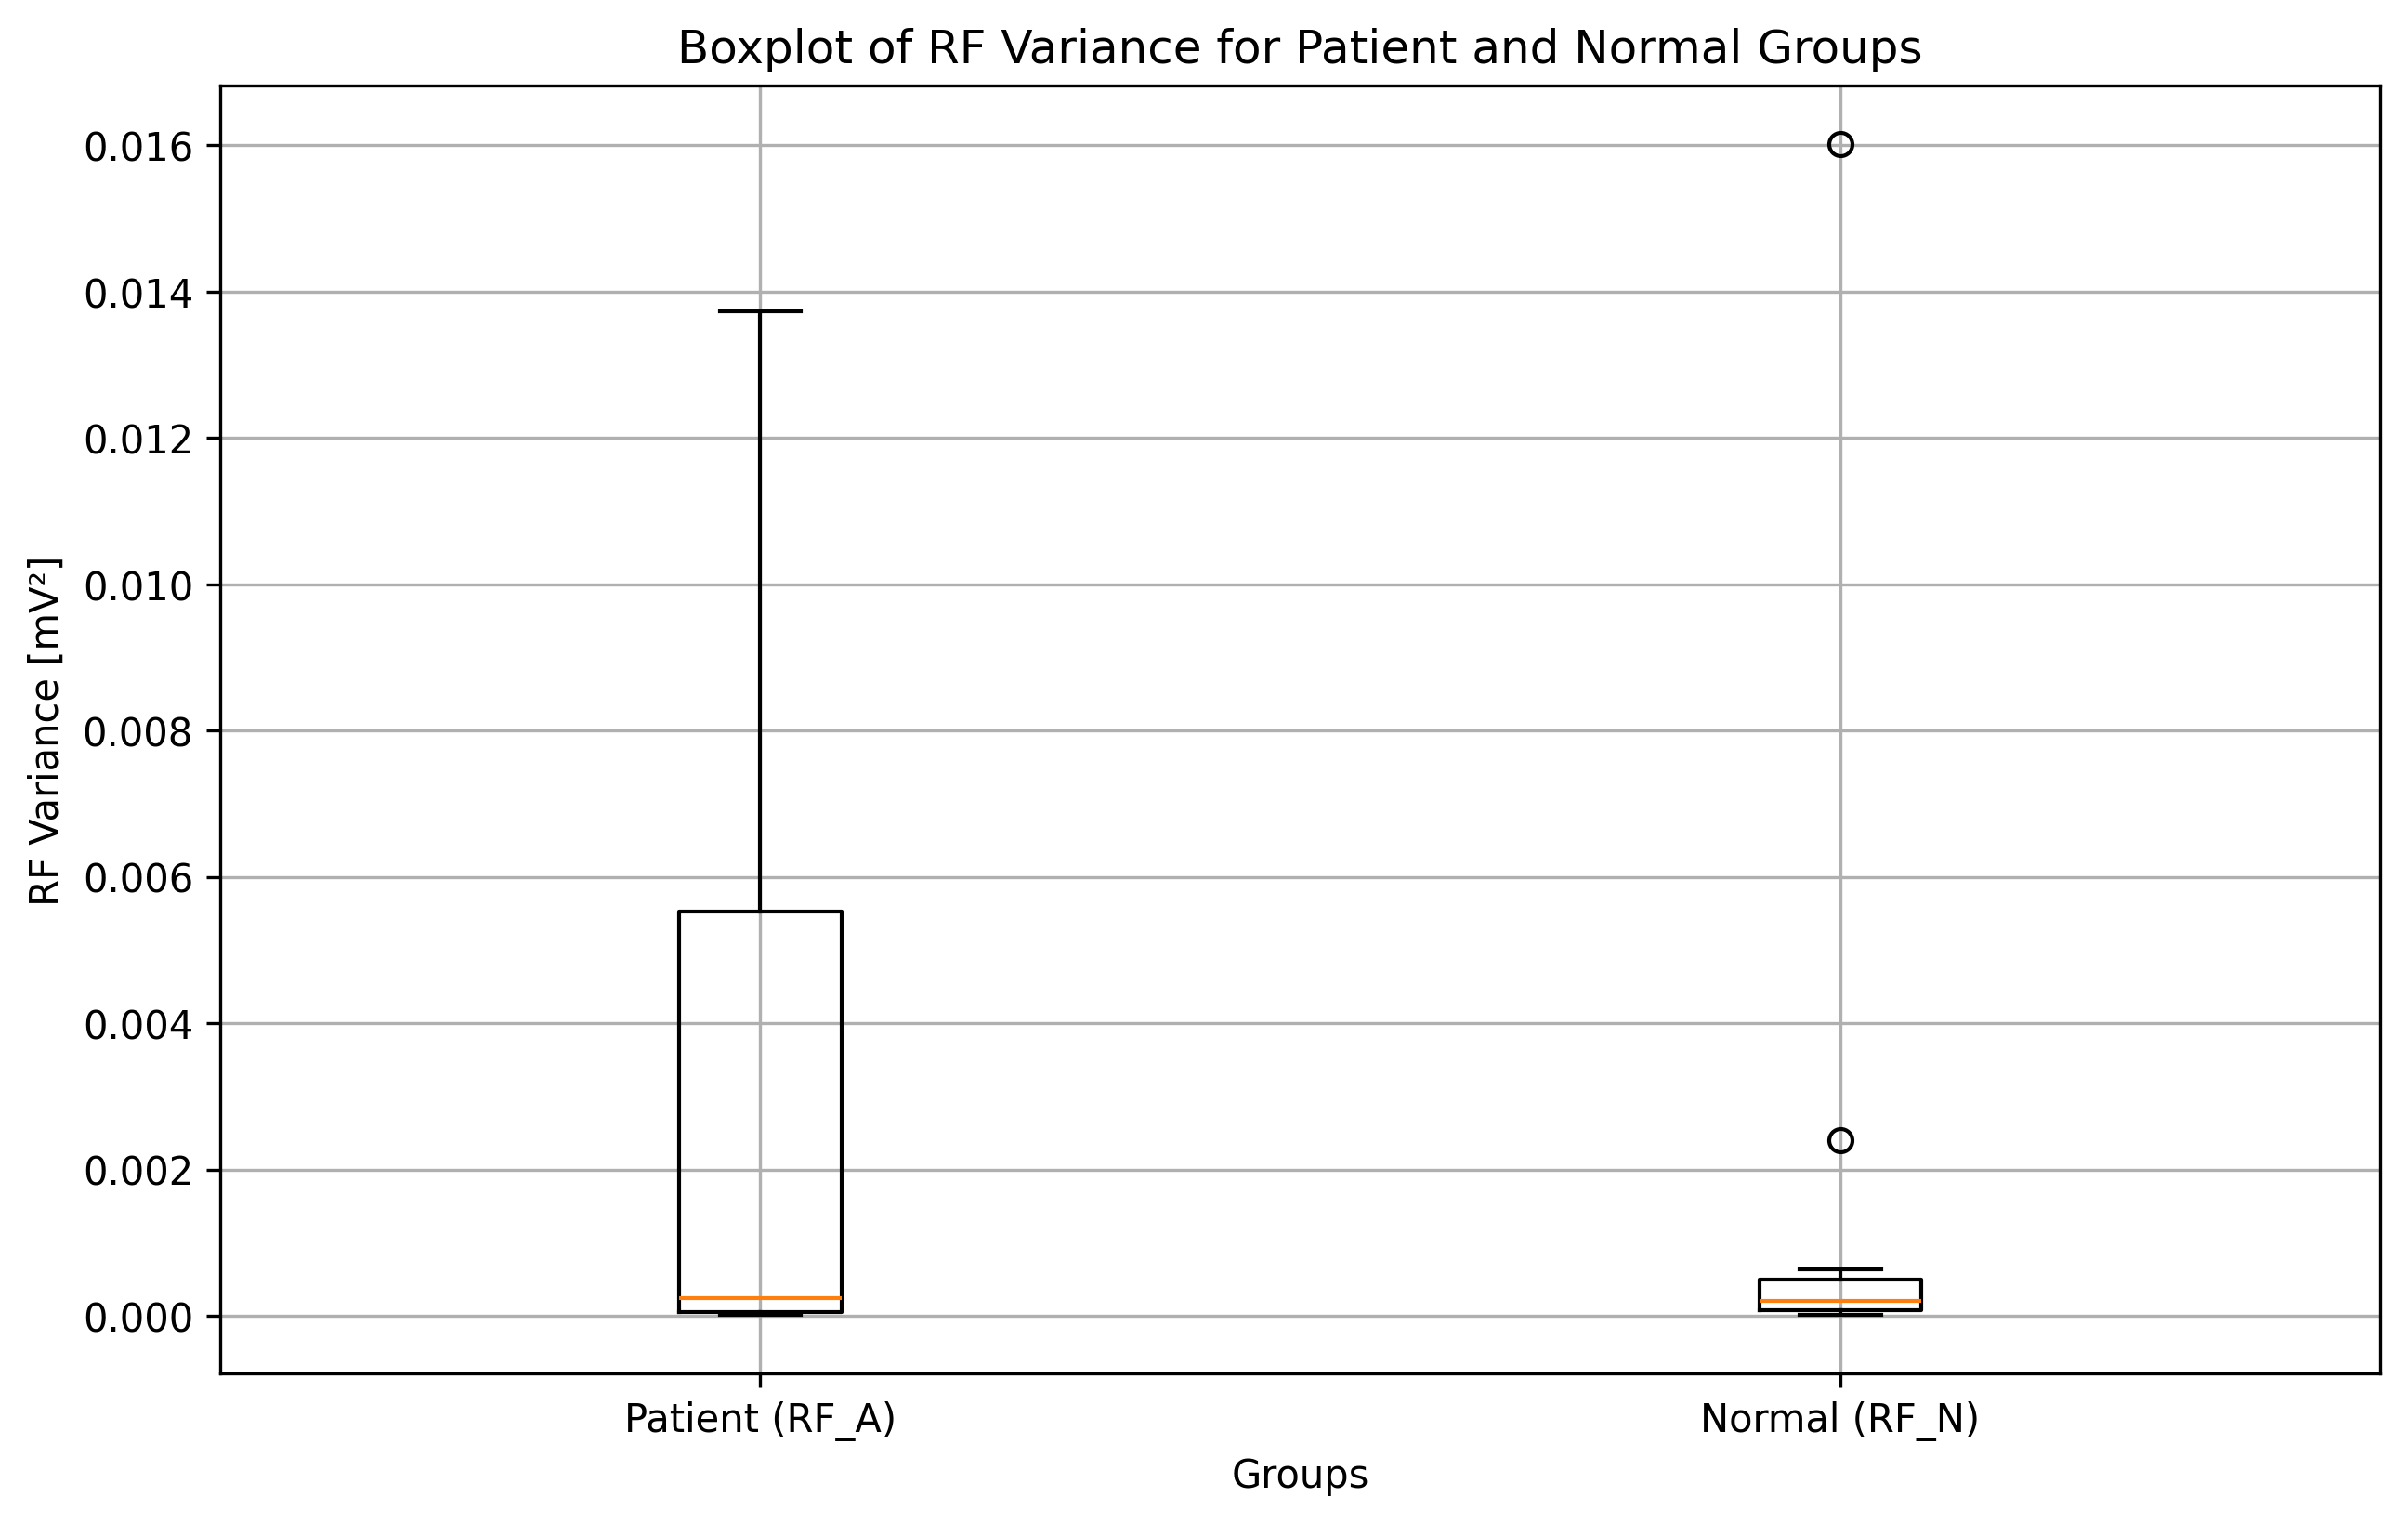 Boxplot of RF Variance for Patient and Normal Groups
RF Variance [mV²]
0.016
0.014
0.012
0.010
0.008
0.006
0.004
0.002
0.000
Patient (RF_A)
Normal (RF_N)
Groups